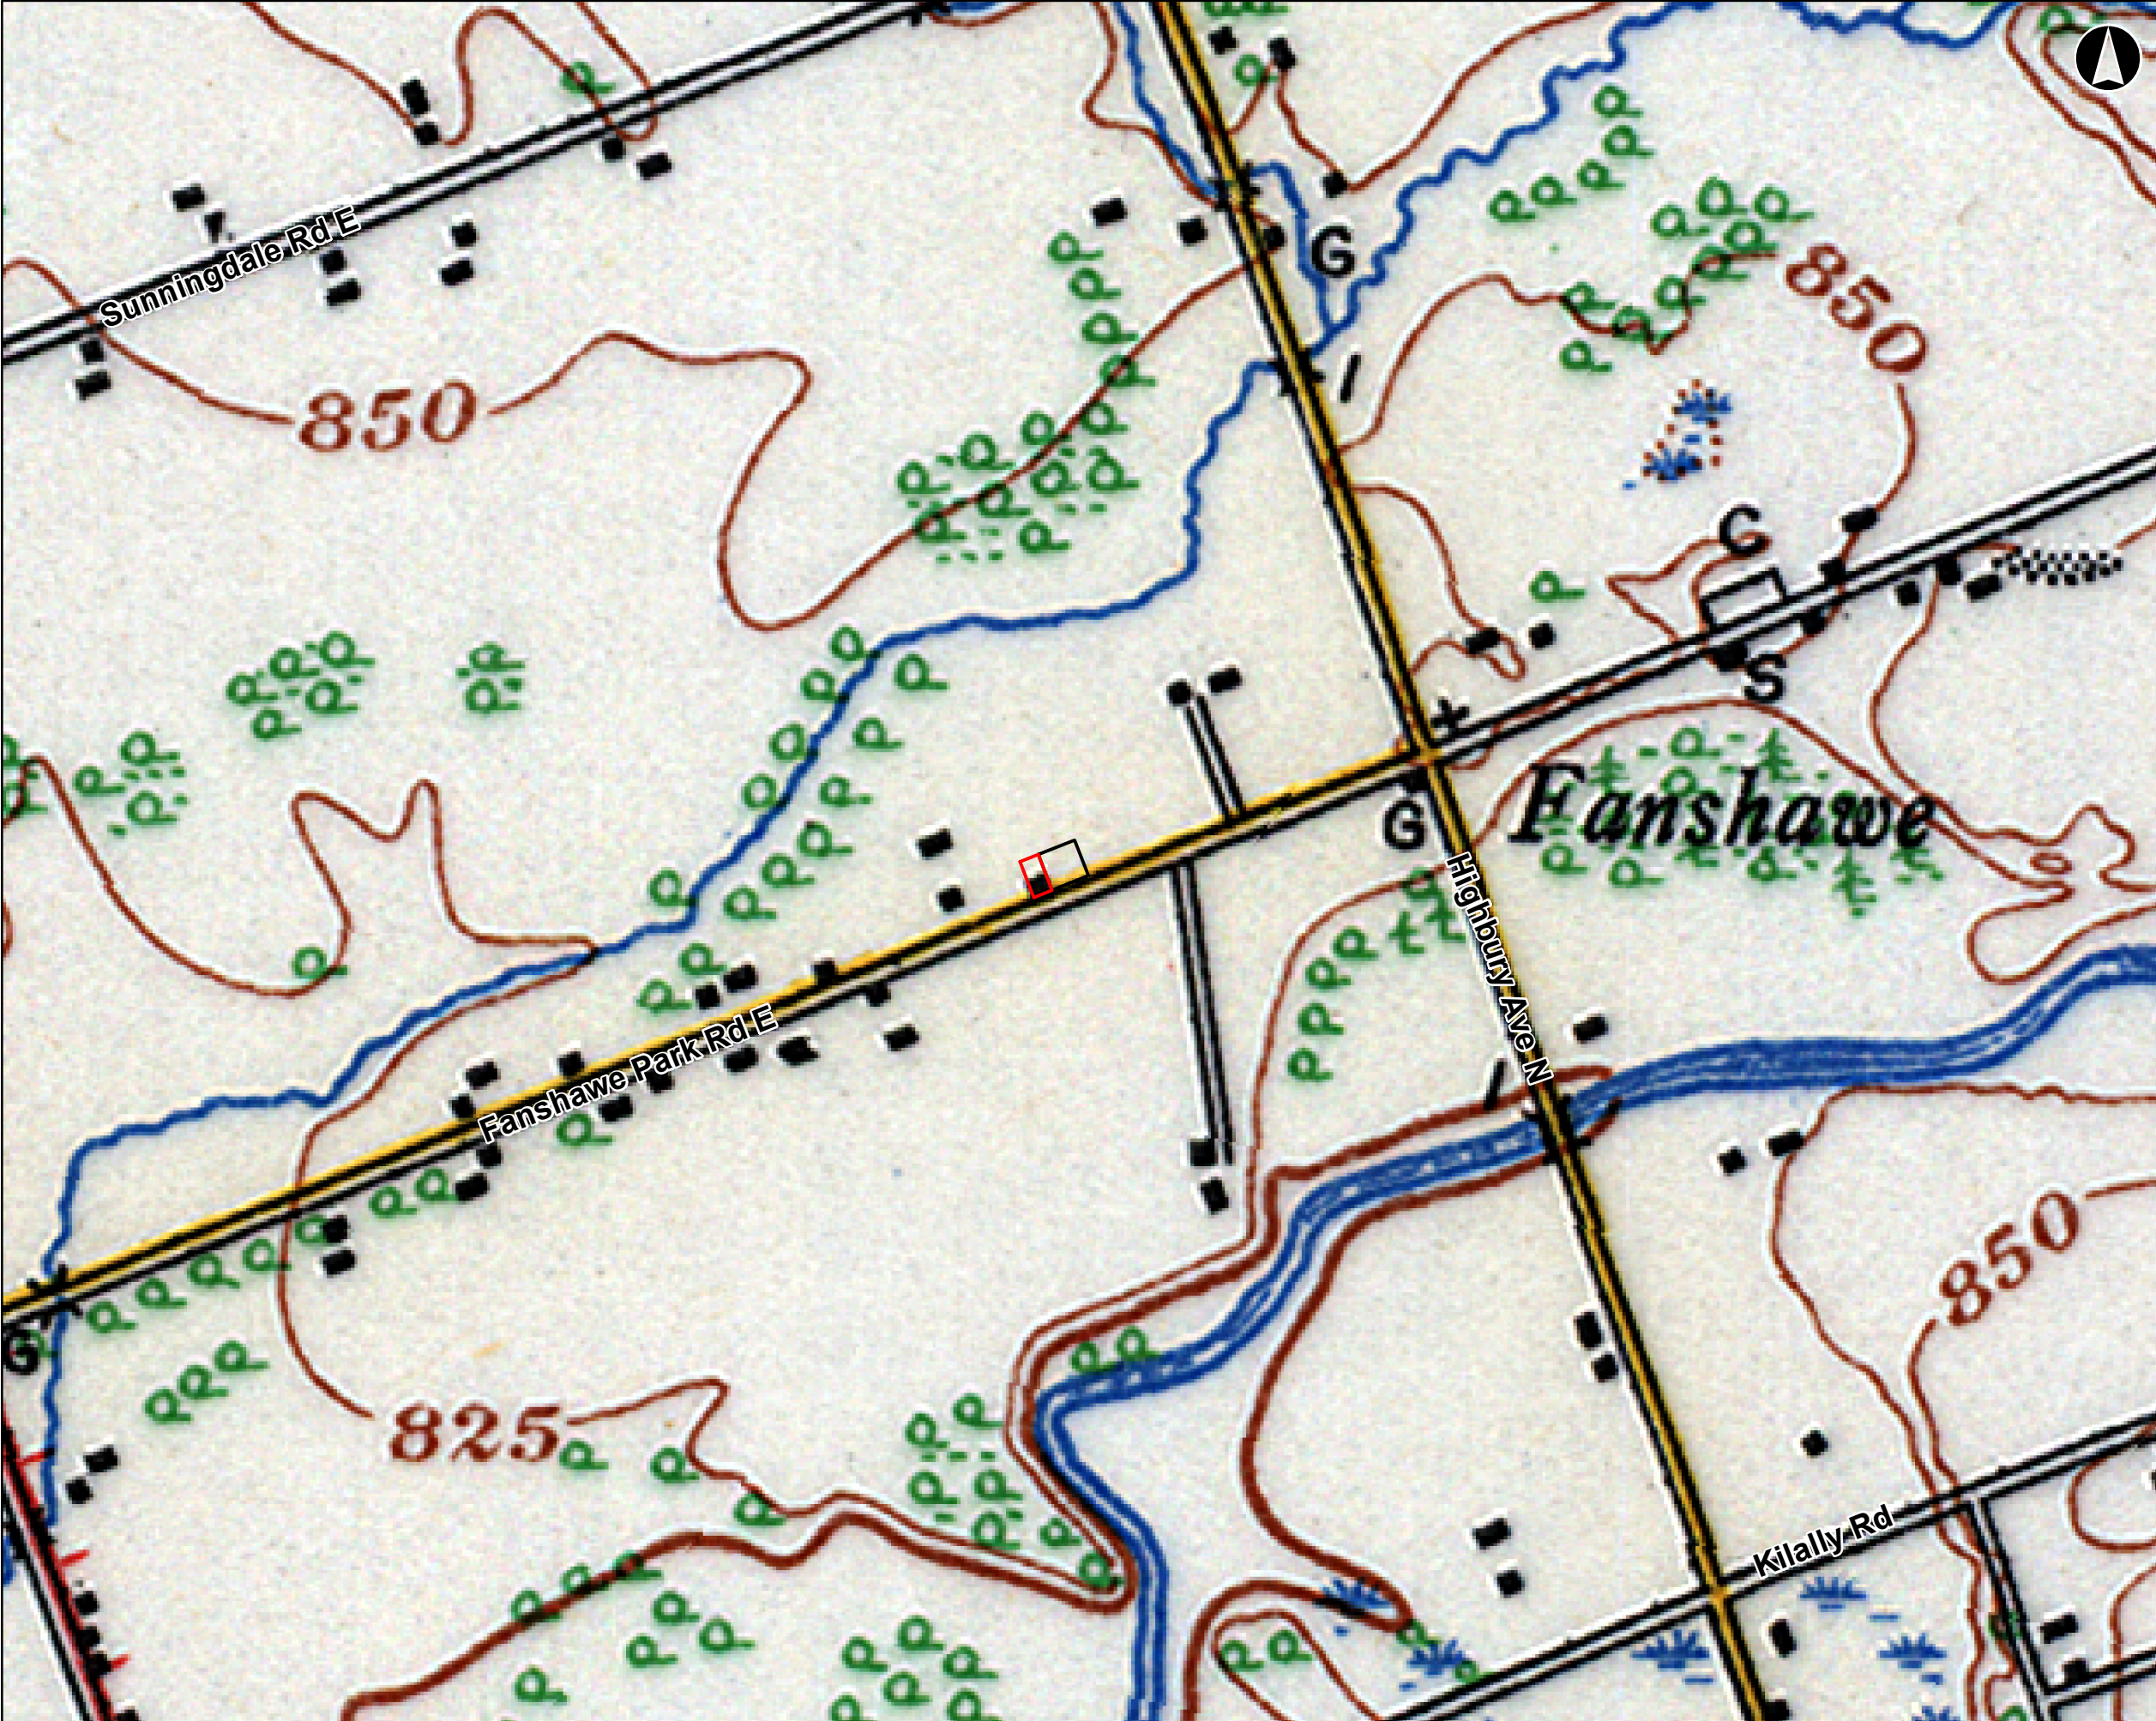 Sunningdale Rd E
G
850
I
850
C
S
Fanshawe
G
Highbury Ave N
Fanshawe Park Rd E
I
850
G
825
Kilally Rd